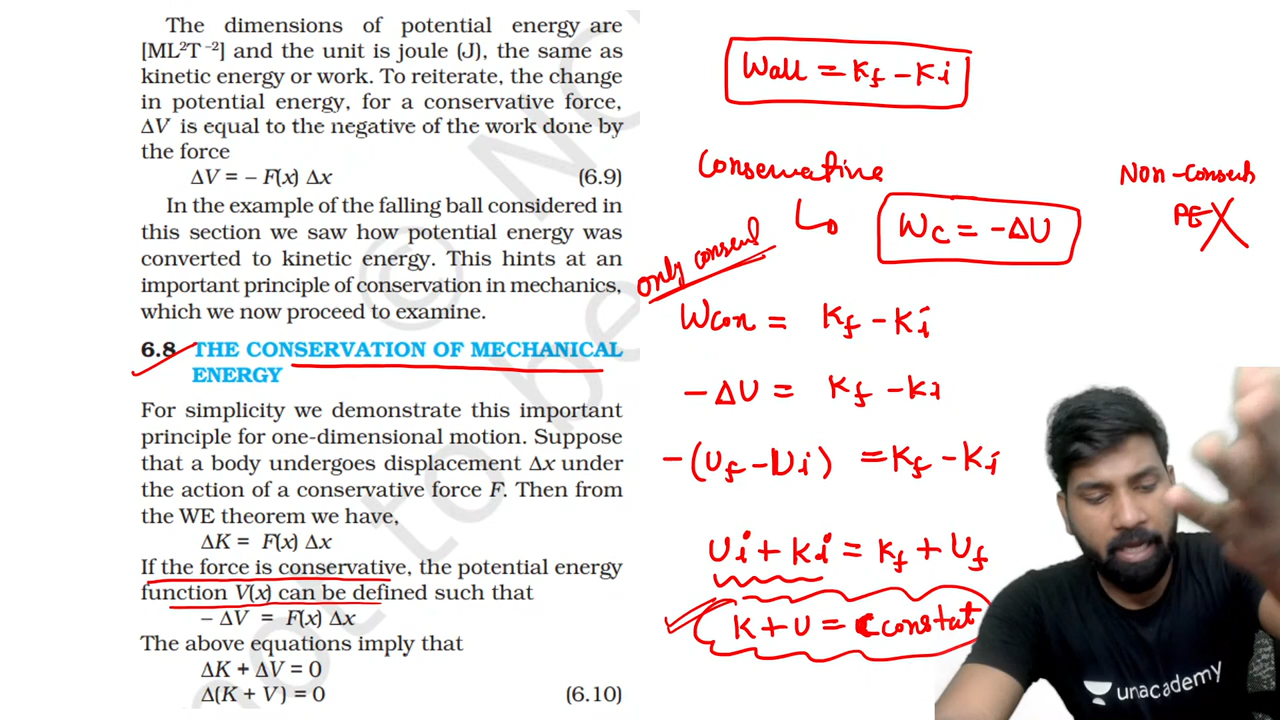 The dimensions of potential energy are
[ML²T⁻²] and the unit is joule (J), the same as
kinetic energy or work. To reiterate, the change
in potential energy, for a conservative force,
ΔV is equal to the negative of the work done by
the force
ΔV = – F(x) Δx (6.9)
In the example of the falling ball considered in
this section we saw how potential energy was
converted to kinetic energy. This hints at an
important principle of conservation in mechanics,
which we now proceed to examine.
6.8 THE CONSERVATION OF MECHANICAL
ENERGY
For simplicity we demonstrate this important
principle for one-dimensional motion. Suppose
that a body undergoes displacement Δx under
the action of a conservative force F. Then from
the WE theorem we have,
ΔK = F(x) Δx
If the force is conservative, the potential energy
function V(x) can be defined such that
– ΔV = F(x) Δx
The above equations imply that
ΔK + ΔV = 0
Δ(K + V) = 0 (6.10)
Wall = Kf - Ki
Conservative
Wc = -ΔU
Non-Conserv
PE
only conserv
Wcon = Kf - Ki
-ΔU = Kf - Ki
-(Uf - Ui) = Kf - Ki
Ui + Ki = Kf + Uf
K + U = Constat
unacademy
© NO
to be
not